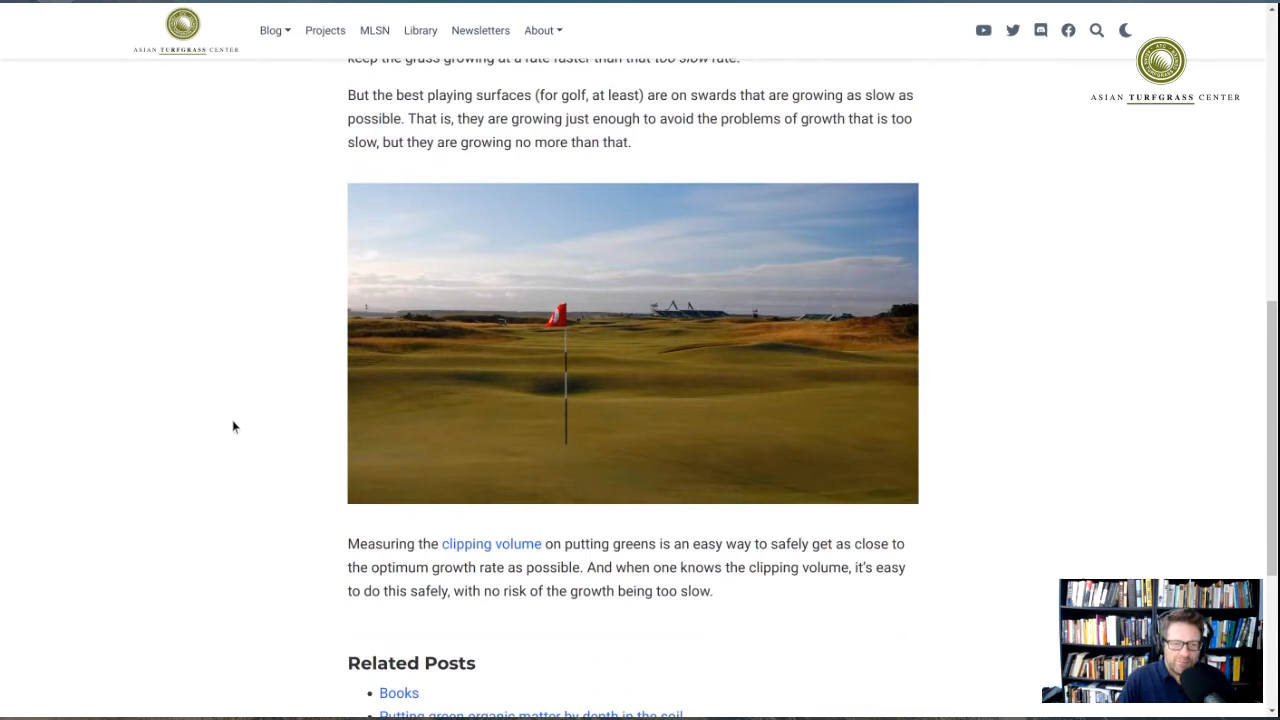 Blog Projects MLSN Library Newsletters About
ASIAN TURFGRASS CENTER
ASIAN TURFGRASS CENTER
keep the grass growing at a rate faster than that too slow rate.
But the best playing surfaces (for golf, at least) are on swards that are growing as slow as
possible. That is, they are growing just enough to avoid the problems of growth that is too
slow, but they are growing no more than that.
Measuring the clipping volume on putting greens is an easy way to safely get as close to
the optimum growth rate as possible. And when one knows the clipping volume, it's easy
to do this safely, with no risk of the growth being too slow.
Related Posts
• Books
• Putting green organic matter by depth in the soil